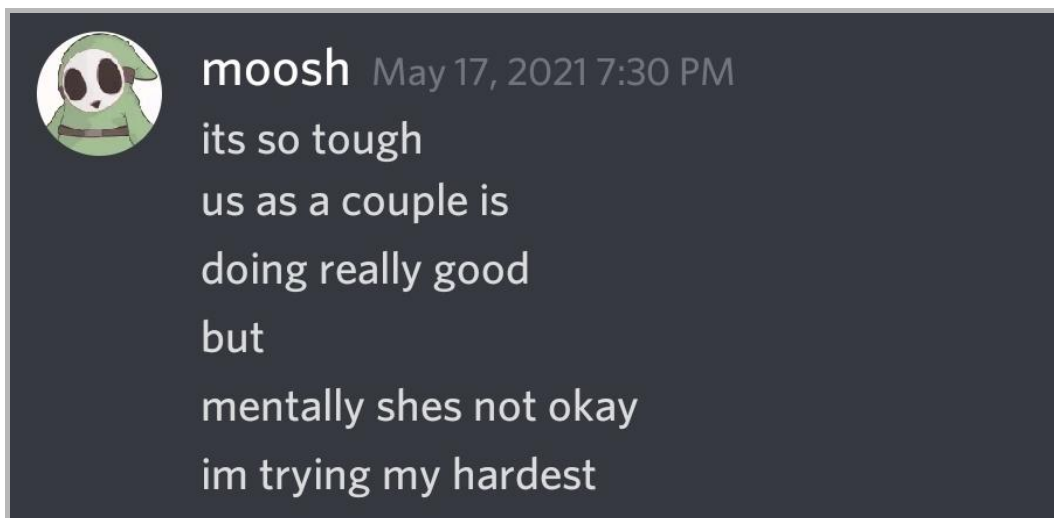 moosh May 17, 2021 7:30 PM
its so tough
us as a couple is
doing really good
but
mentally shes not okay
im trying my hardest